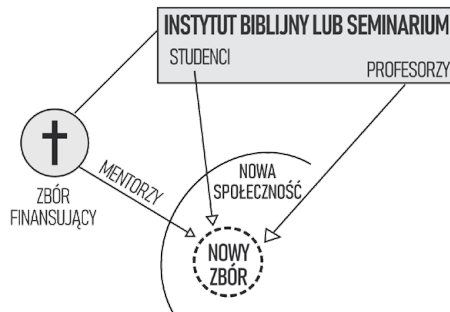 INSTYTUT BIBLIJNY LUB SEMINARIUM
STUDENCI
PROFESORZY
ZBÓR
FINANSUJĄCY
MENTORZY
NOWA
SPOŁECZNOŚĆ
NOWY
ZBÓR